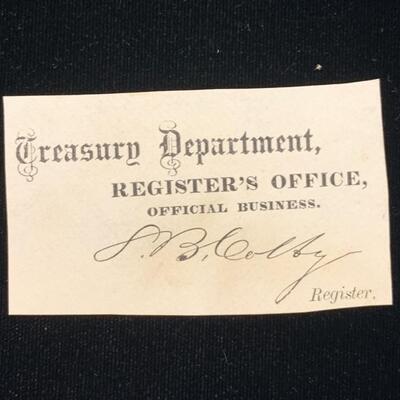 Treasury Department,
REGISTER'S OFFICE,
OFFICIAL BUSINESS.
S. B. Colby
Register.